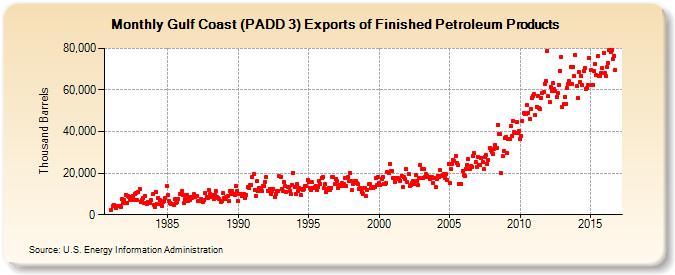 Monthly Gulf Coast (PADD 3) Exports of Finished Petroleum Products
Thousand Barrels
80,000
60,000
40,000
20,000
0
1985 1990 1995 2000 2005 2010 2015
Source: U.S. Energy Information Administration